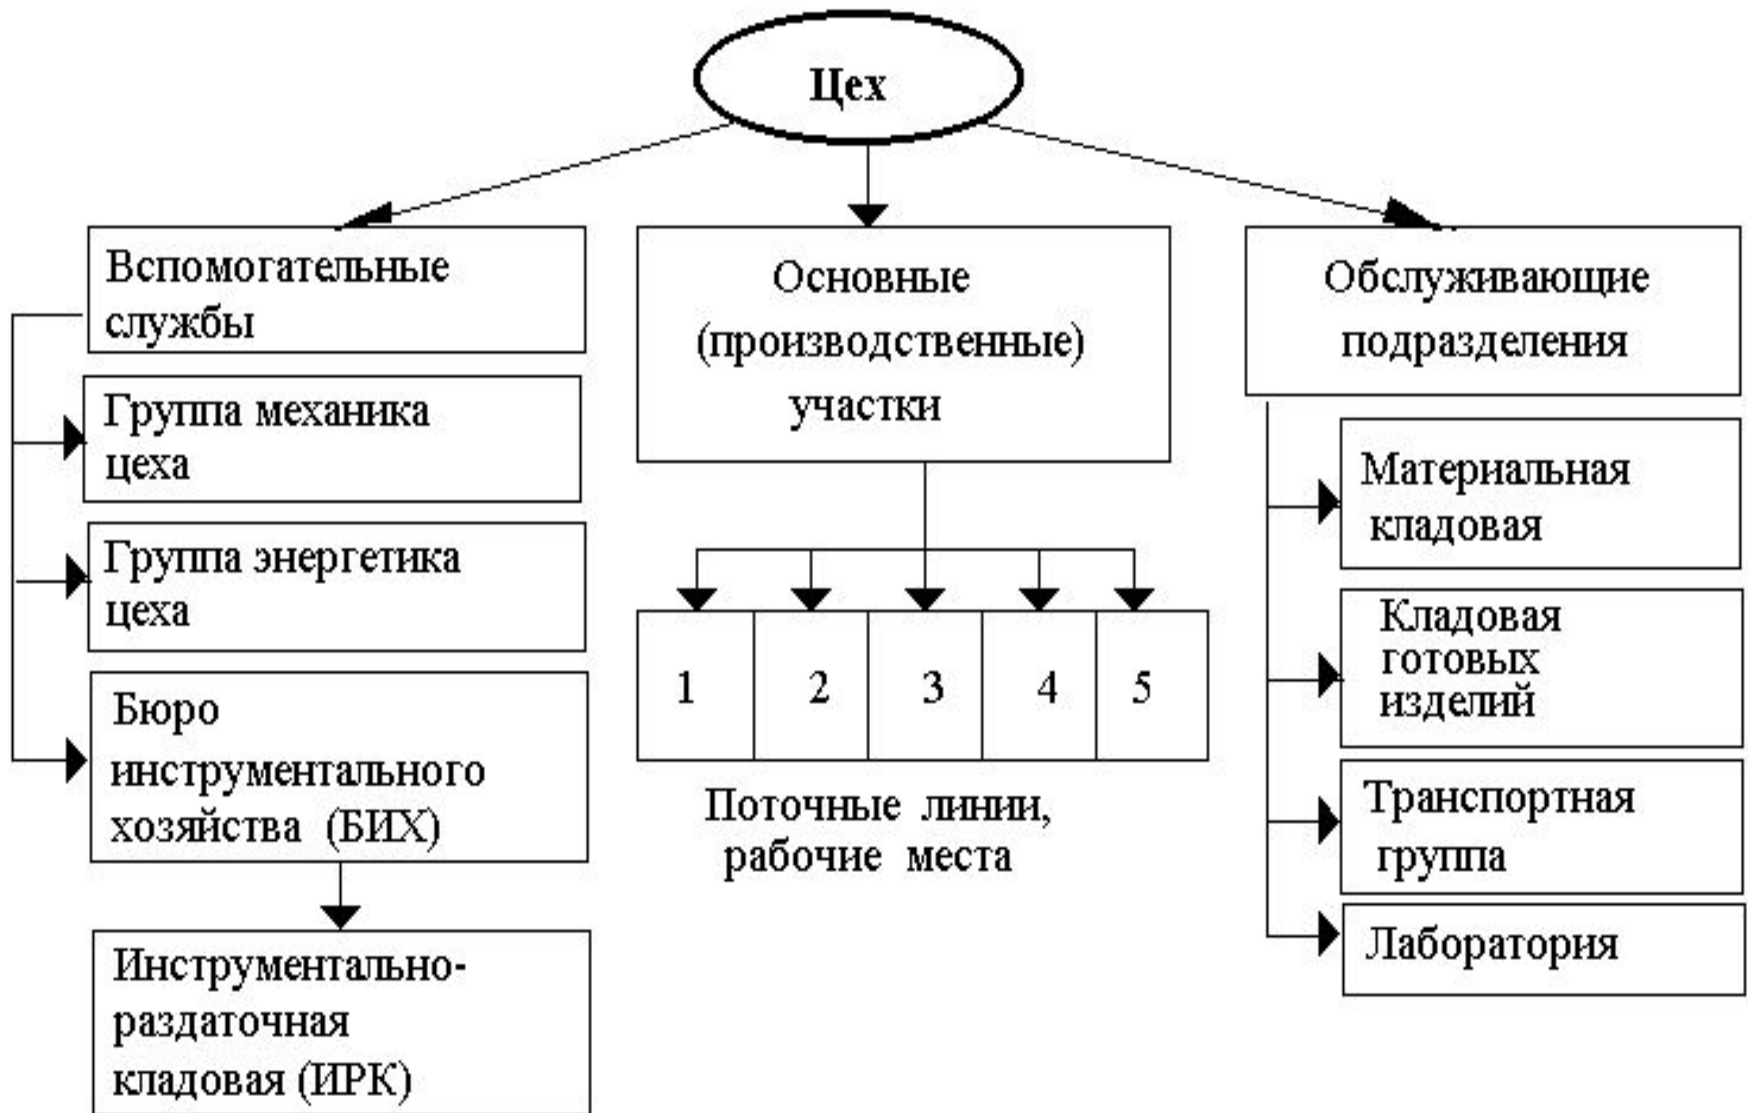 Цех
Вспомогательные
службы
Группа механика
цеха
Группа энергетика
цеха
Бюро
инструментального
хозяйства (БИХ)
Инструментально-
раздаточная
кладовая (ИРК)
Основные
(производственные)
участки
1 2 3 4 5
Поточные линии,
рабочие места
Обслуживающие
подразделения
Материальная
кладовая
Кладовая
готовых
изделий
Транспортная
группа
Лаборатория